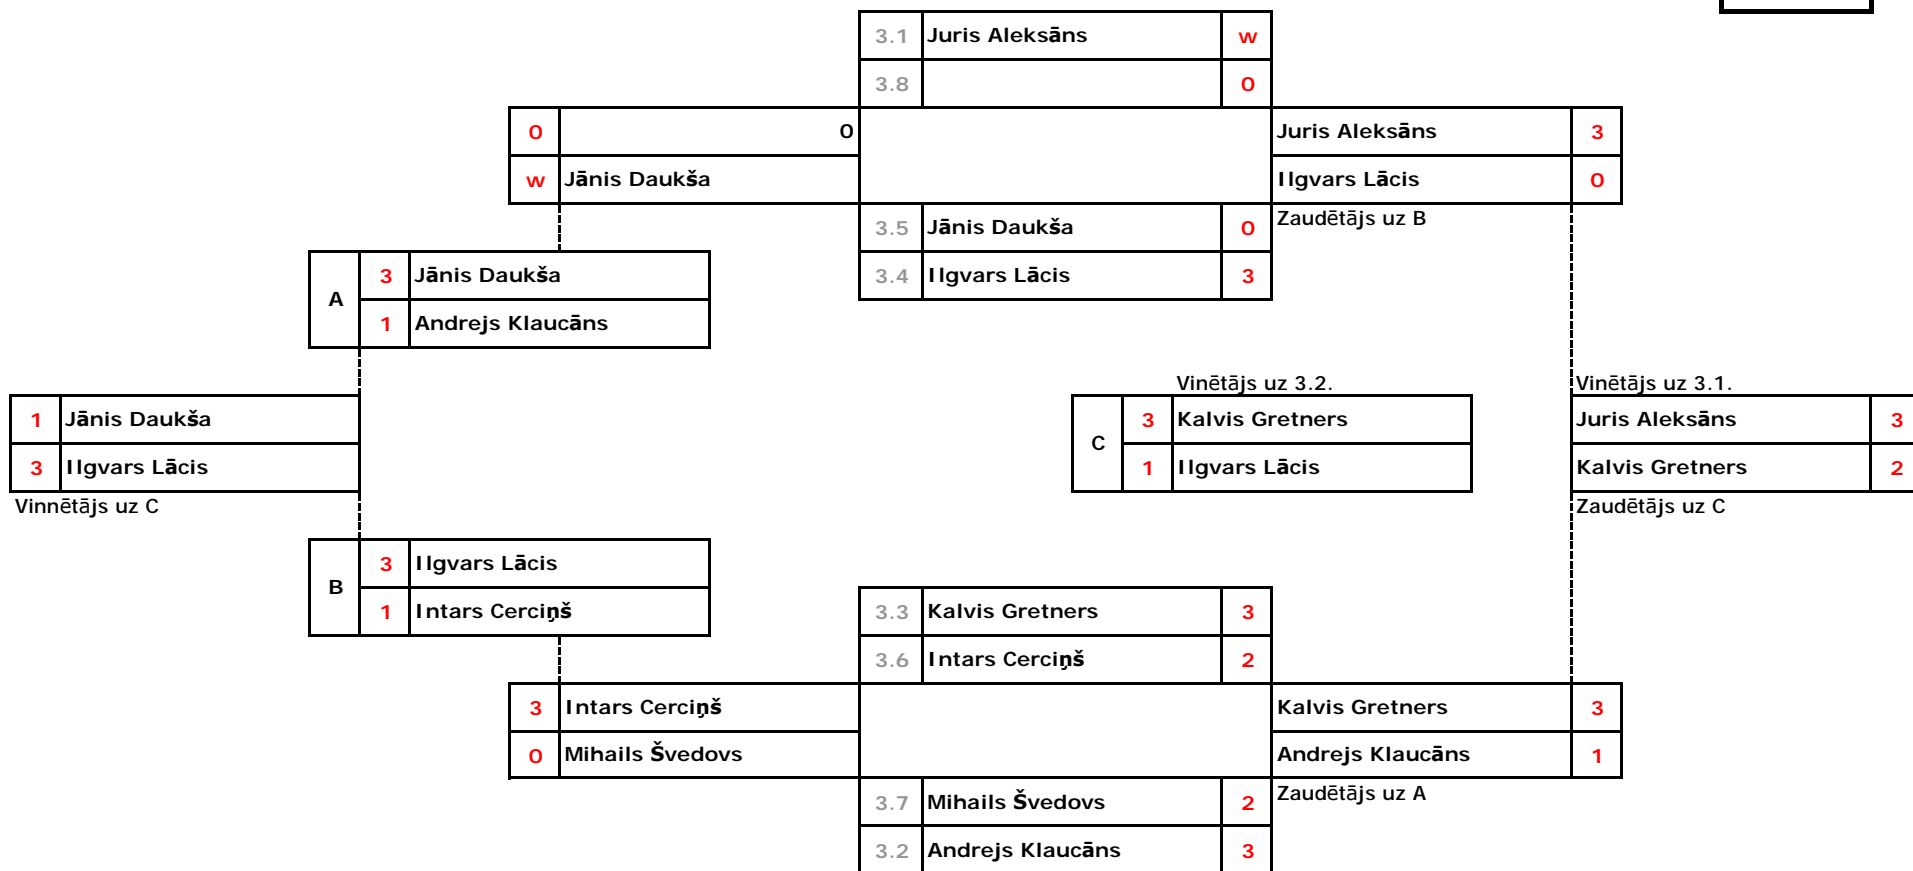 3.1 Juris Aleksāns w
3.8 0
0 0 Juris Aleksāns 3
w Jānis Daukša Ilgvars Lācis 0
3.5 Jānis Daukša 0 Zaudētājs uz B
3 Jānis Daukša 3.4 Ilgvars Lācis 3
A
1 Andrejs Klaucāns
Vinētājs uz 3.2. Vinētājs uz 3.1.
1 Jānis Daukša 3 Kalvis Gretners Juris Aleksāns 3
C
3 Ilgvars Lācis 1 Ilgvars Lācis Kalvis Gretners 2
Vinnētājs uz C Zaudētājs uz C
3 Ilgvars Lācis
B
1 Intars Cerciņš 3.3 Kalvis Gretners 3
3.6 Intars Cerciņš 2
3 Intars Cerciņš Kalvis Gretners 3
0 Mihails Švedovs Andrejs Klaucāns 1
3.7 Mihails Švedovs 2 Zaudētājs uz A
3.2 Andrejs Klaucāns 3